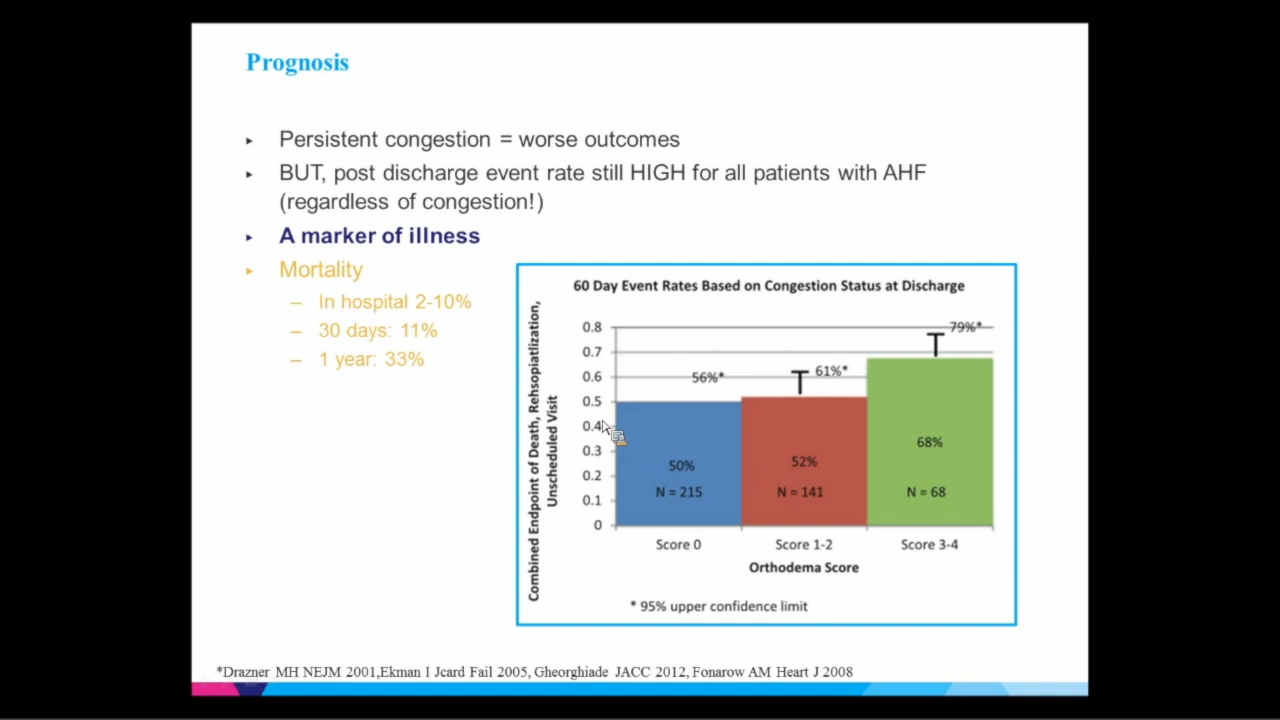 Prognosis
Persistent congestion = worse outcomes
BUT, post discharge event rate still HIGH for all patients with AHF
(regardless of congestion!)
A marker of illness
Mortality
– In hospital 2-10%
– 30 days: 11%
– 1 year: 33%
60 Day Event Rates Based on Congestion Status at Discharge
Combined Endpoint of Death, Rehsopiatlization,
Unscheduled Visit
0.8
0.7
0.6
0.5
0.4
0.3
0.2
0.1
0
56%*
61%*
79%*
50%
N = 215
52%
N = 141
68%
N = 68
Score 0
Score 1-2
Score 3-4
Orthodema Score
* 95% upper confidence limit
*Drazner MH NEJM 2001,Ekman I Jcard Fail 2005, Gheorghiade JACC 2012, Fonarow AM Heart J 2008